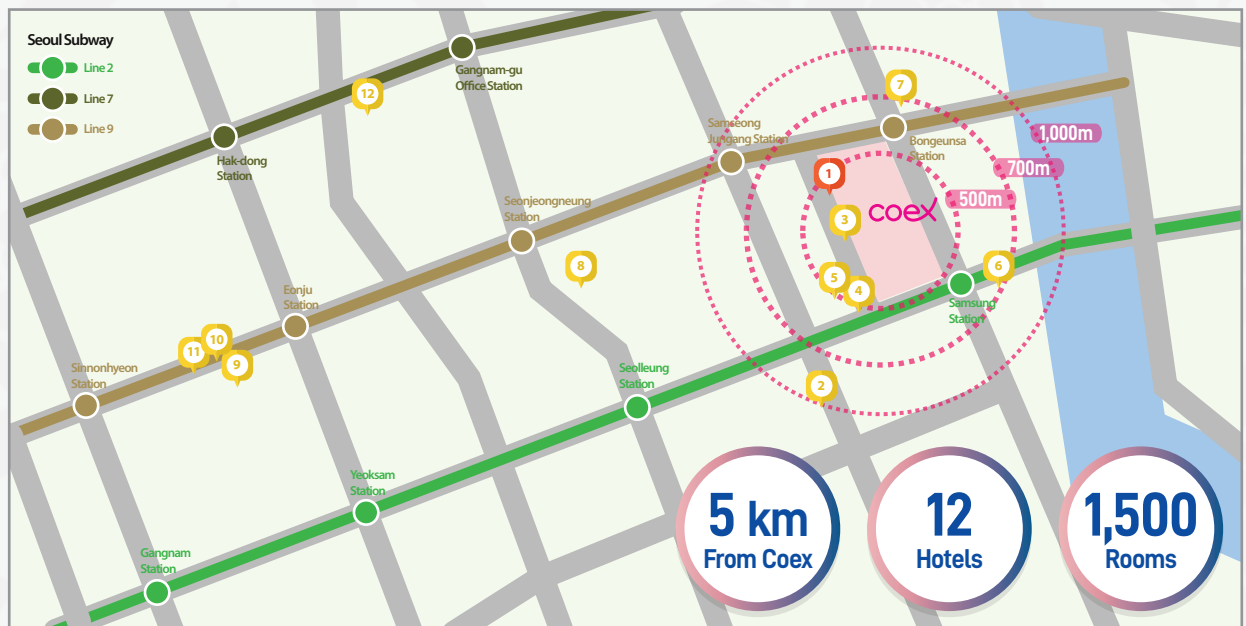 Seoul Subway
Line 2
Line 7
Line 9
12
Gangnam-gu
Office Station
Hak-dong
Station
7
Samseong
Jungang Station
Bongeunsa
Station
1,000m
700m
500m
1
3
coex
5
4
6
Samsung
Station
Seonjeongneung
Station
8
Eonju
Station
11
10
9
Sinnonhyeon
Station
Seolleung
Station
2
Yeoksam
Station
Gangnam
Station
5 km
From Coex
12
Hotels
1,500
Rooms